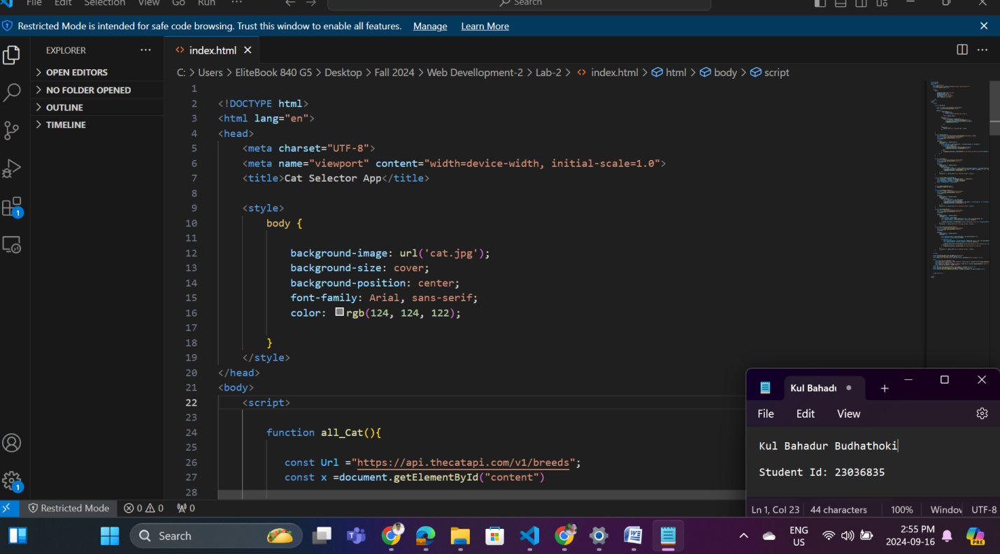 File Edit Selection View Go Run ··· Search
Restricted Mode is intended for safe code browsing. Trust this window to enable all features. Manage Learn More
EXPLORER ···
OPEN EDITORS
NO FOLDER OPENED
OUTLINE
TIMELINE
1
1
index.html
C: > Users > EliteBook 840 G5 > Desktop > Fall 2024 > Web Devellopment-2 > Lab-2 > index.html > html > body > script
1
2 <!DOCTYPE html>
3 <html lang="en">
4 <head>
5 <meta charset="UTF-8">
6 <meta name="viewport" content="width=device-width, initial-scale=1.0">
7 <title>Cat Selector App</title>
8
9 <style>
10 body {
11
12 background-image: url('cat.jpg');
13 background-size: cover;
14 background-position: center;
15 font-family: Arial, sans-serif;
16 color: rgb(124, 124, 122);
17
18 }
19 </style>
20 </head>
21 <body>
22 <script>
23
24 function all_Cat(){
25
26 const Url ="https://api.thecatapi.com/v1/breeds";
27 const x =document.getElementById("content")
28
Kul Bahadu
File Edit View
Kul Bahadur Budhathoki
Student Id: 23036835
Ln 1, Col 23 44 characters 100% Window UTF-8
Restricted Mode 0 0 0
Search
ENG
US
2:55 PM
2024-09-16
PRE